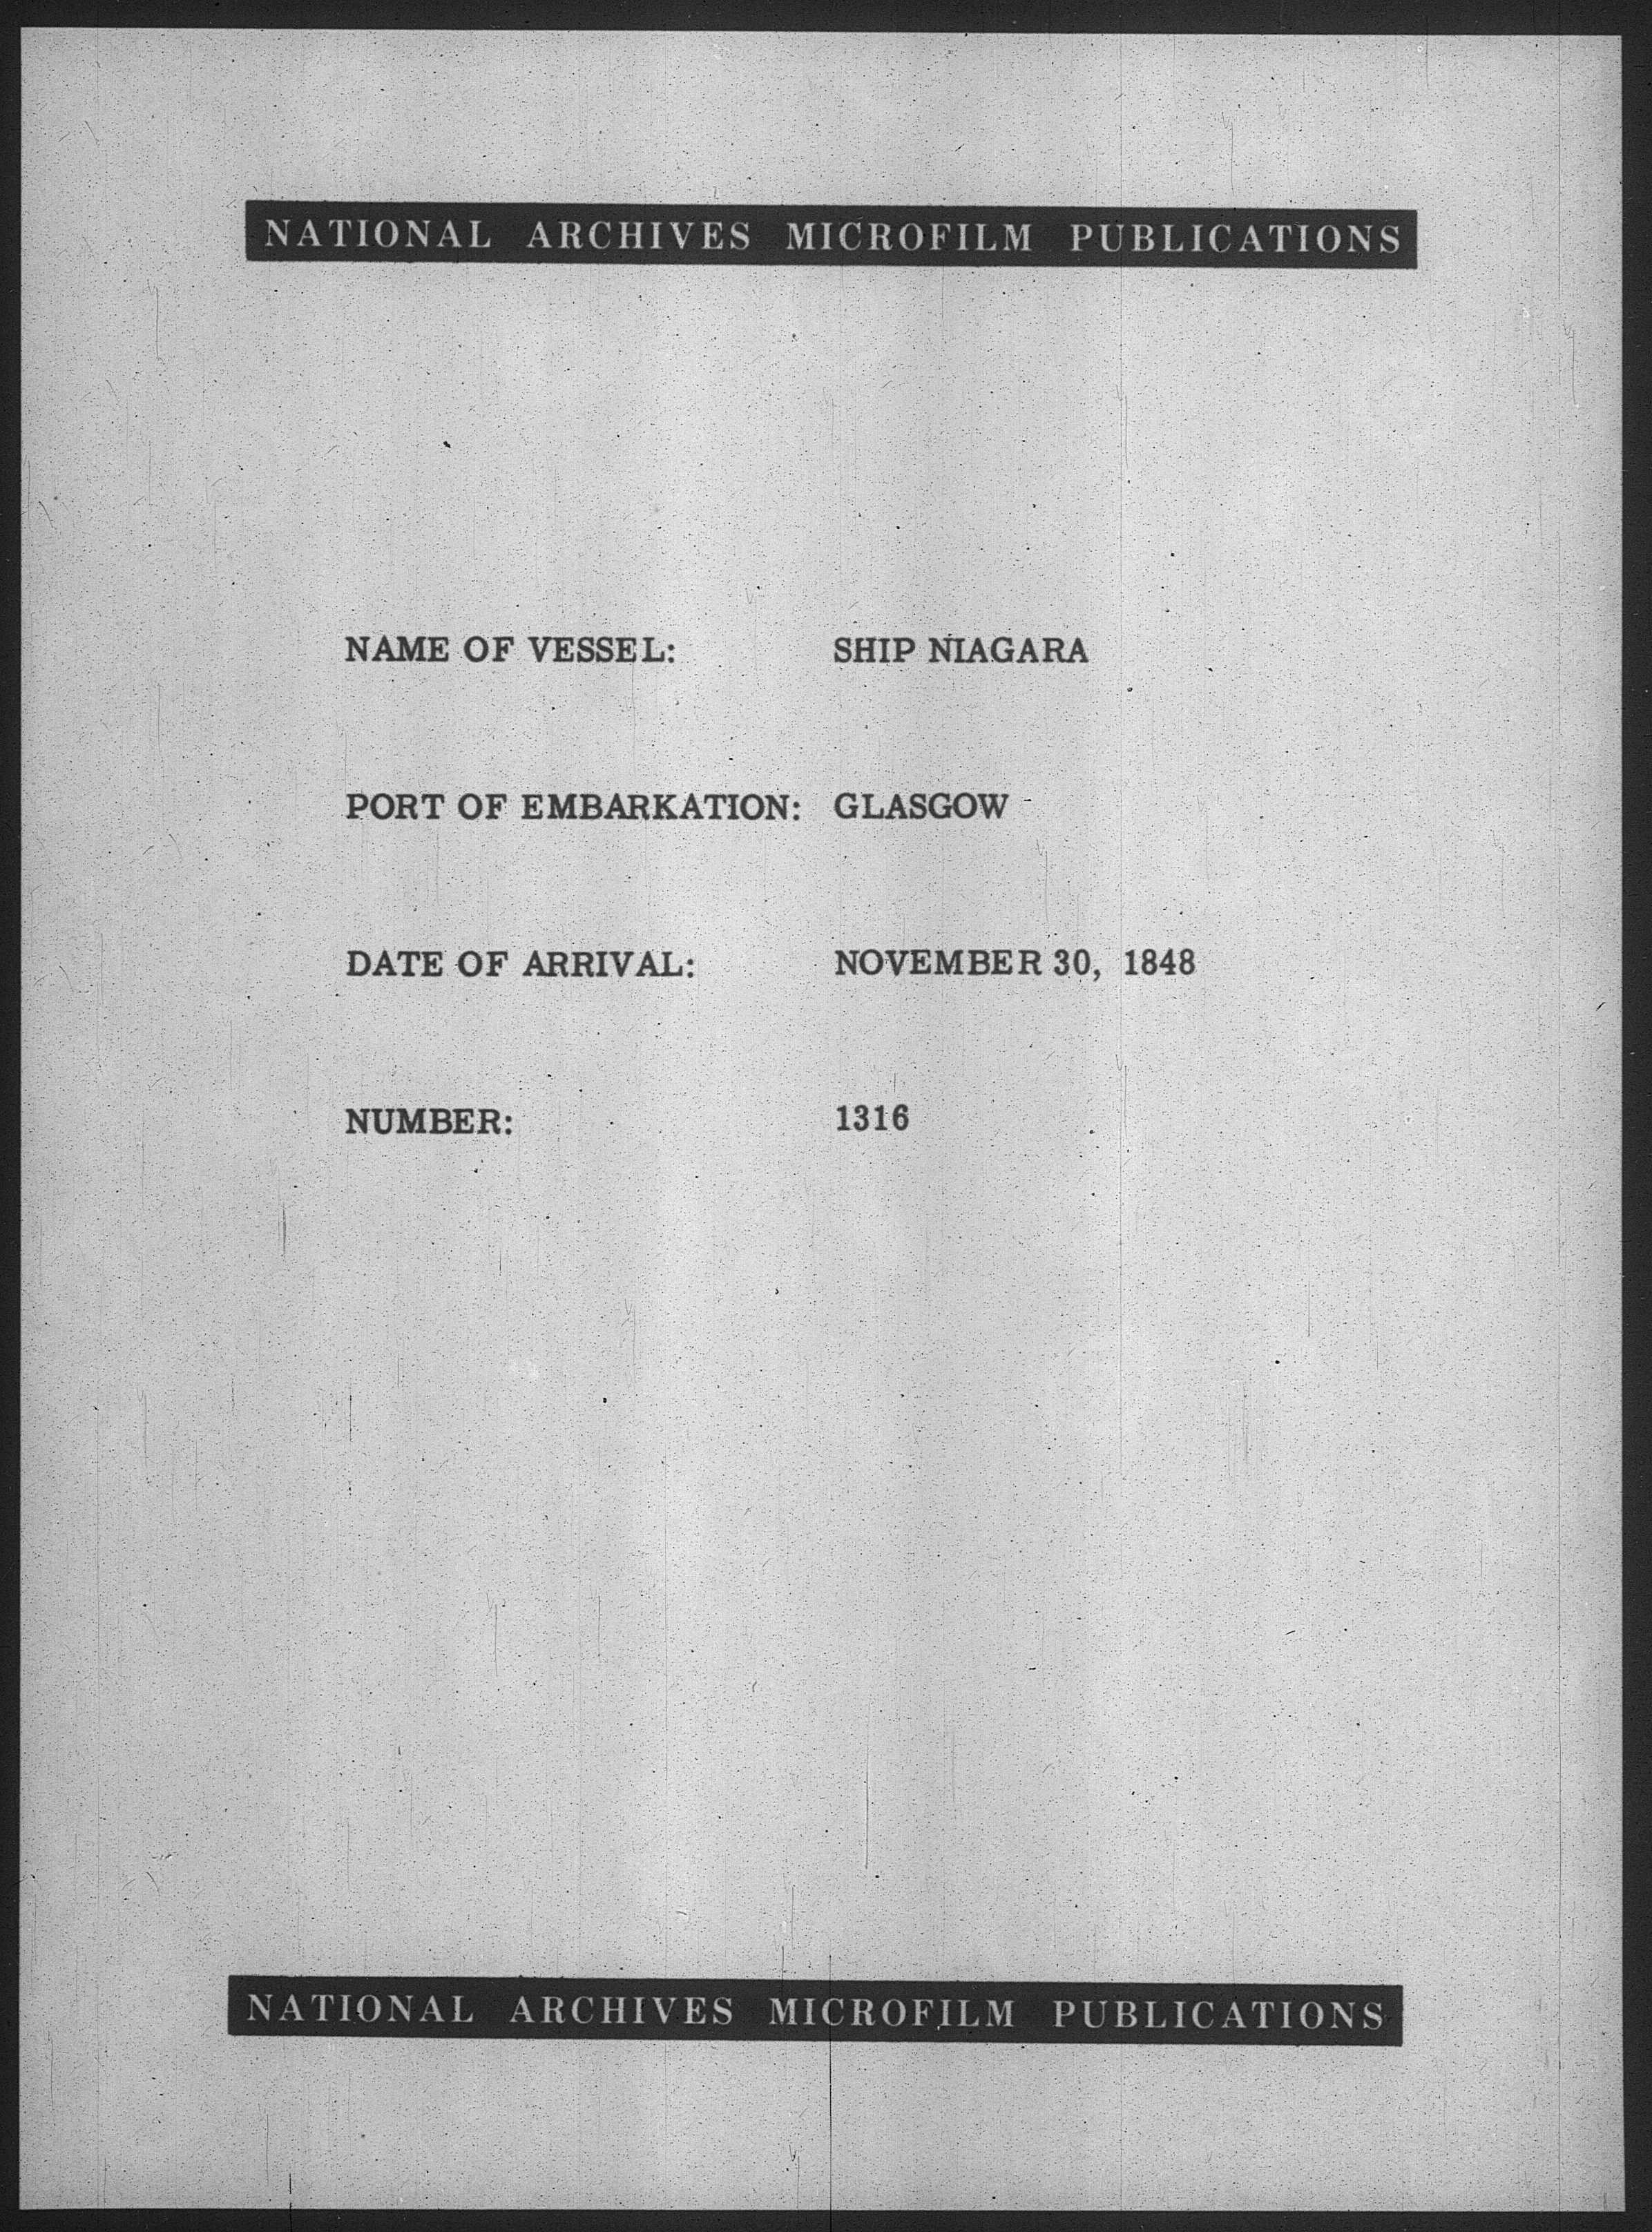 NATIONAL ARCHIVES MICROFILM PUBLICATIONS
NAME OF VESSEL: SHIP NIAGARA
PORT OF EMBARKATION: GLASGOW
DATE OF ARRIVAL: NOVEMBER 30, 1848
NUMBER: 1316
NATIONAL ARCHIVES MICROFILM PUBLICATIONS